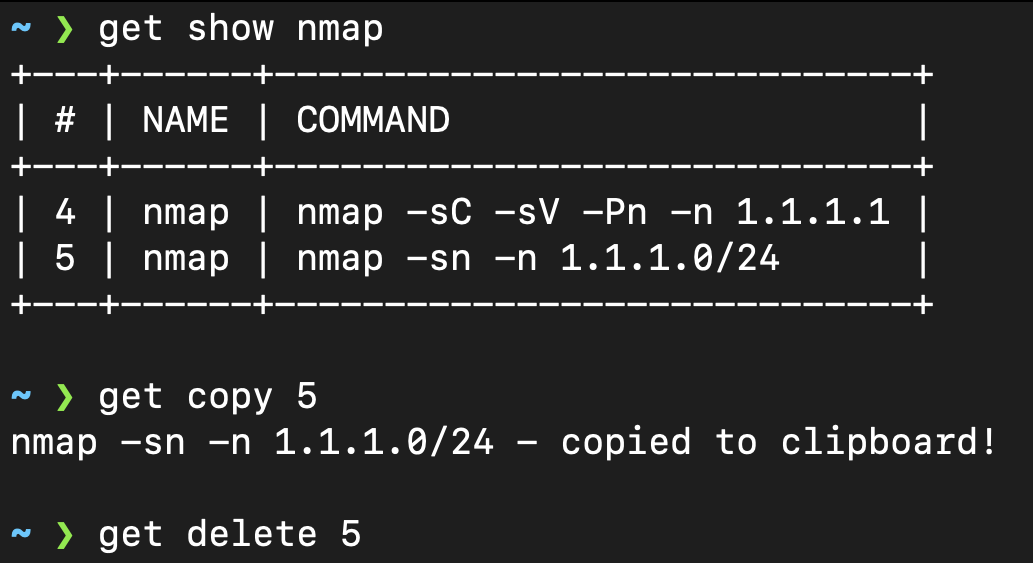 ~ ❯ get show nmap
+---+------+-----------------------------+
| # | NAME | COMMAND                     |
+---+------+-----------------------------+
| 4 | nmap | nmap -sC -sV -Pn -n 1.1.1.1 |
| 5 | nmap | nmap -sn -n 1.1.1.0/24      |
+---+------+-----------------------------+
~ ❯ get copy 5
nmap -sn -n 1.1.1.0/24 - copied to clipboard!
~ ❯ get delete 5